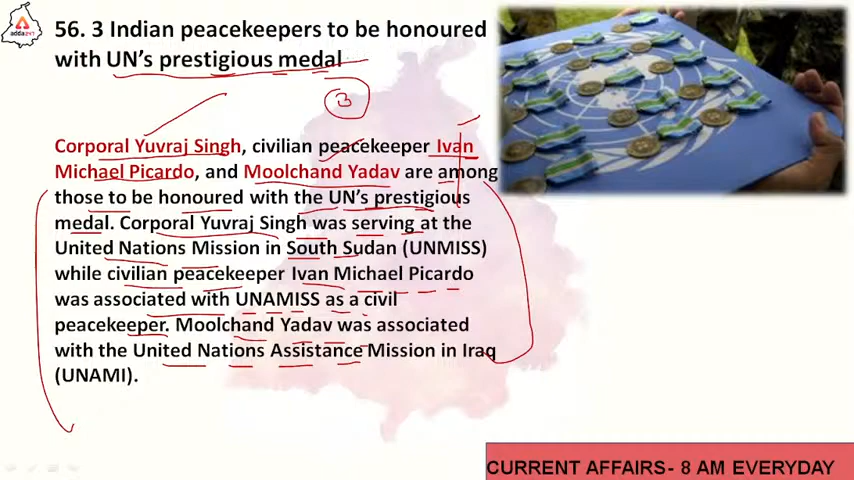 adda247
56. 3 Indian peacekeepers to be honoured
with UN's prestigious medal
3
Corporal Yuvraj Singh, civilian peacekeeper Ivan
Michael Picardo, and Moolchand Yadav are among
those to be honoured with the UN's prestigious
medal. Corporal Yuvraj Singh was serving at the
United Nations Mission in South Sudan (UNMISS)
while civilian peacekeeper Ivan Michael Picardo
was associated with UNAMISS as a civil
peacekeeper. Moolchand Yadav was associated
with the United Nations Assistance Mission in Iraq
(UNAMI).
CURRENT AFFAIRS- 8 AM EVERYDAY